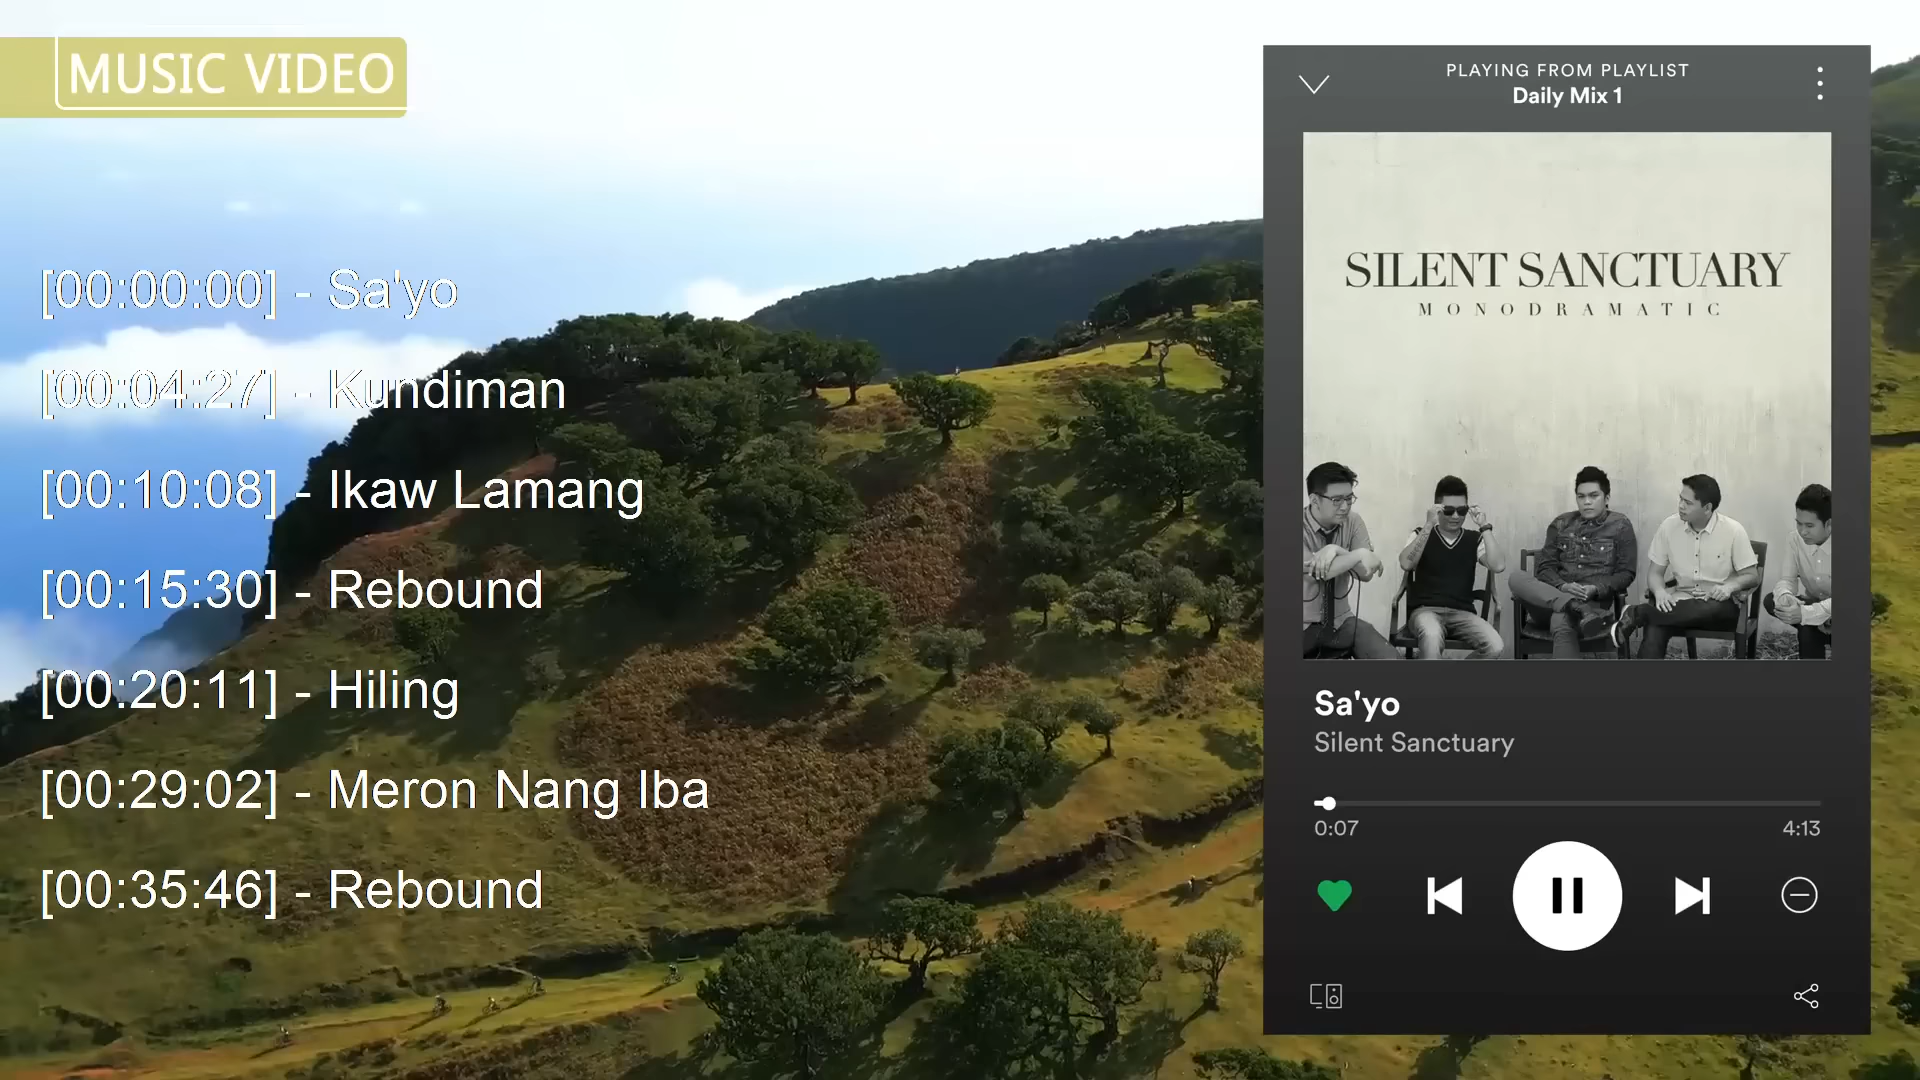 MUSIC VIDEO
[00:00:00] - Sa'yo
[00:04:27] - Kundiman
[00:10:08] - Ikaw Lamang
[00:15:30] - Rebound
[00:20:11] - Hiling
[00:29:02] - Meron Nang Iba
[00:35:46] - Rebound
PLAYING FROM PLAYLIST
Daily Mix 1
SILENT SANCTUARY
MONODRAMATIC
Sa'yo
Silent Sanctuary
0:07
4:13